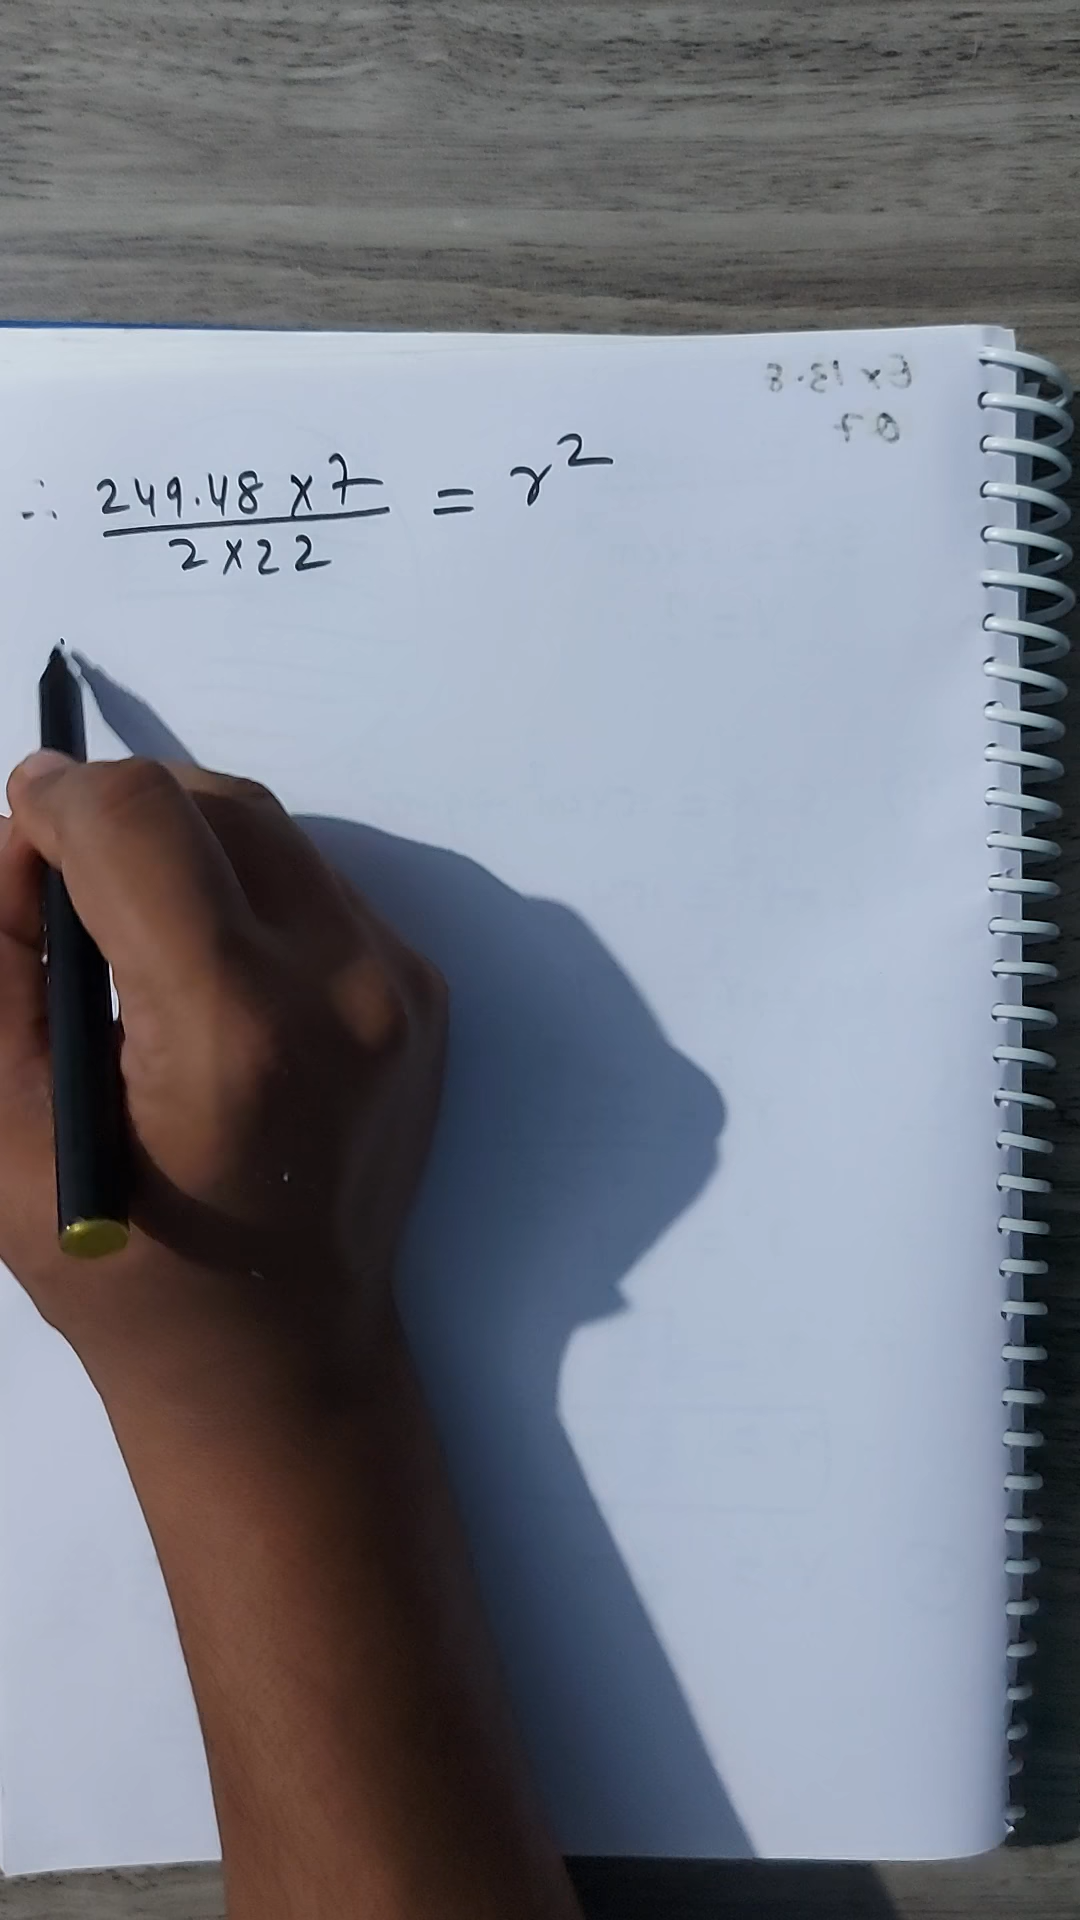 ∴ 249.48 x 7 = r²
2 x 22